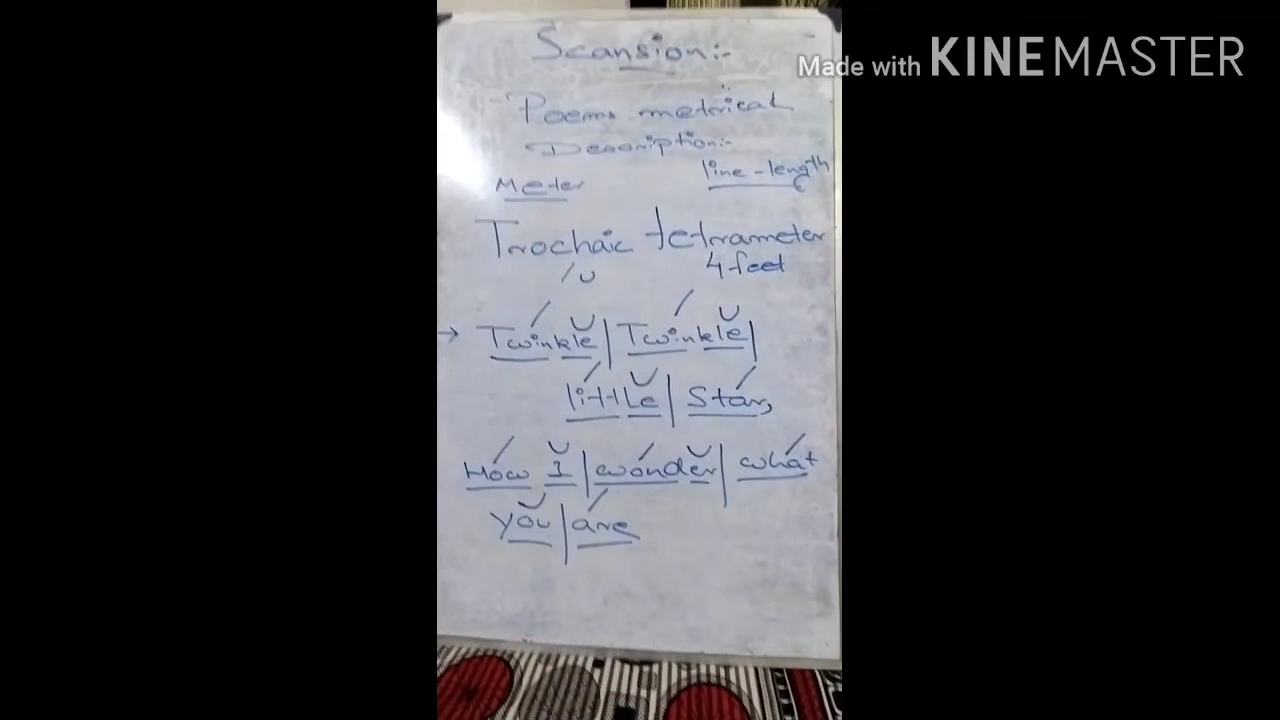 Scansion:-
Made with KINEMASTER
Poems metrical
Description:-
Meter line-length
Trochaic tetrameter
/ ᴗ 4 feet
→ Twinkle | Twinkle |
little | Star,
How I | wonder | what
you | are